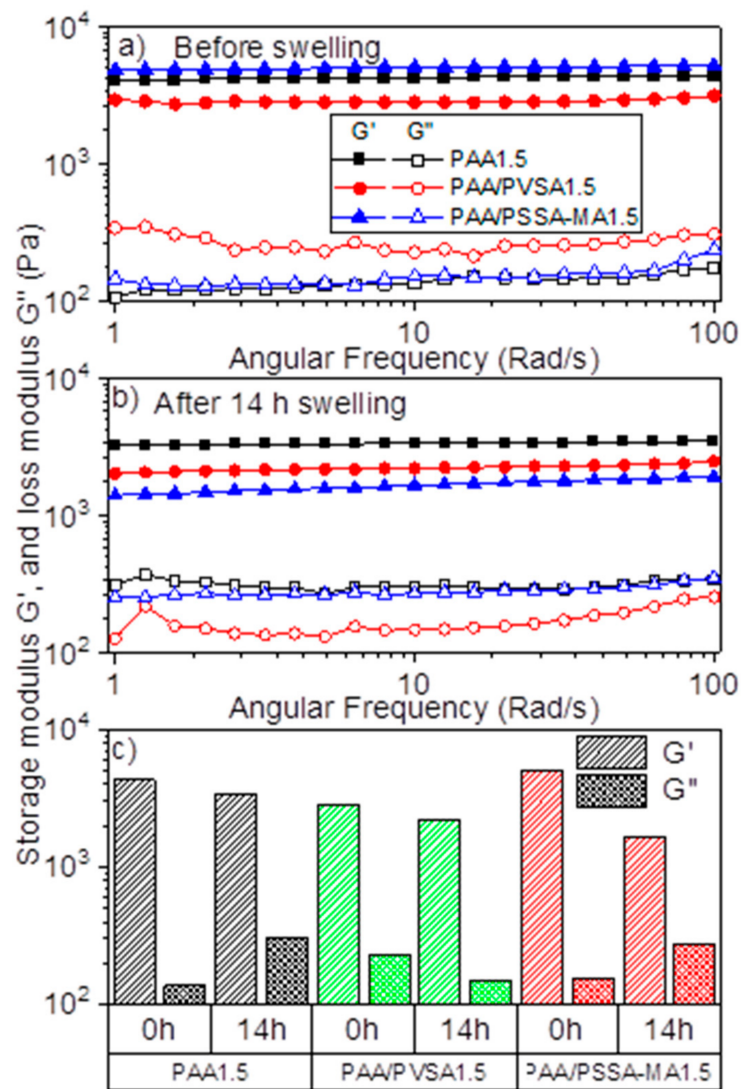 Storage modulus G', and loss modulus G" (Pa)
a) Before swelling
10⁴
10³
10²
G' G"
PAA1.5
PAA/PVSA1.5
PAA/PSSA-MA1.5
1 10 100
Angular Frequency (Rad/s)
b) After 14 h swelling
10⁴
10³
10²
1 10 100
Angular Frequency (Rad/s)
c)
10⁴
10³
10²
G'
G"
0h 14h 0h 14h 0h 14h
PAA1.5 PAA/PVSA1.5 PAA/PSSA-MA1.5